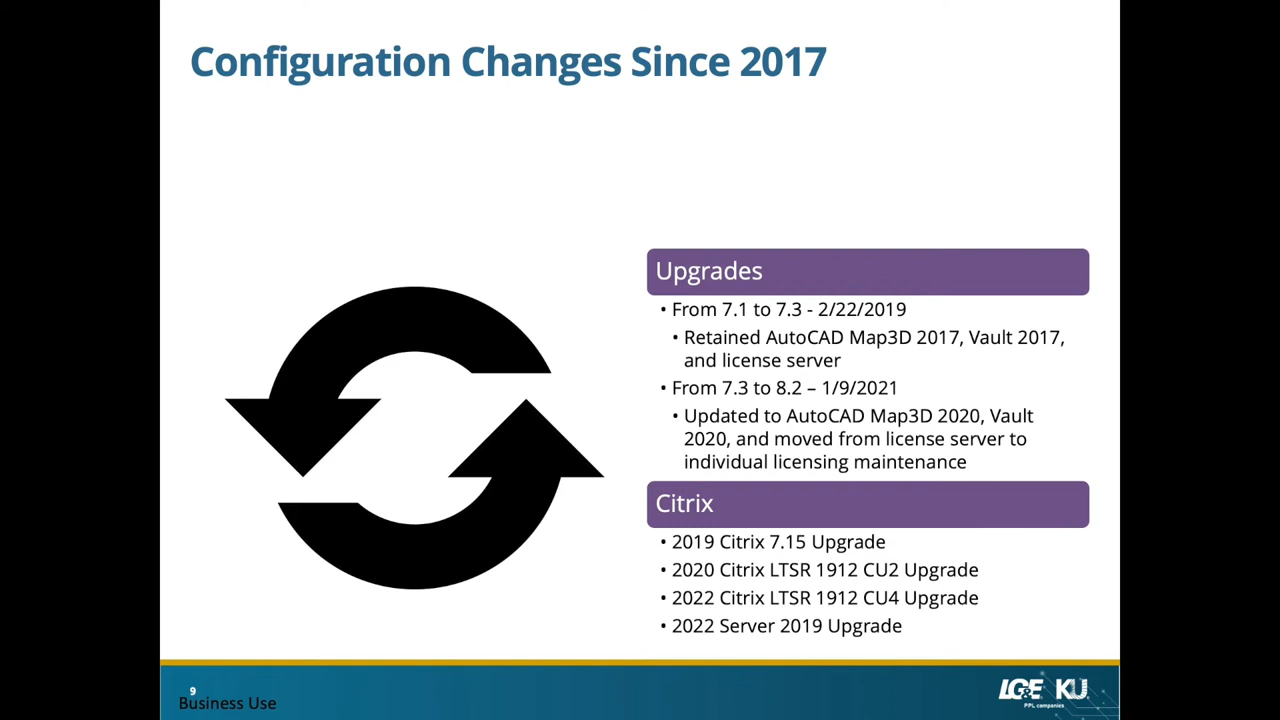 Configuration Changes Since 2017
Upgrades
• From 7.1 to 7.3 - 2/22/2019
• Retained AutoCAD Map3D 2017, Vault 2017,
and license server
• From 7.3 to 8.2 – 1/9/2021
• Updated to AutoCAD Map3D 2020, Vault
2020, and moved from license server to
individual licensing maintenance
Citrix
• 2019 Citrix 7.15 Upgrade
• 2020 Citrix LTSR 1912 CU2 Upgrade
• 2022 Citrix LTSR 1912 CU4 Upgrade
• 2022 Server 2019 Upgrade
9
Business Use
LG&E KU
PPL companies